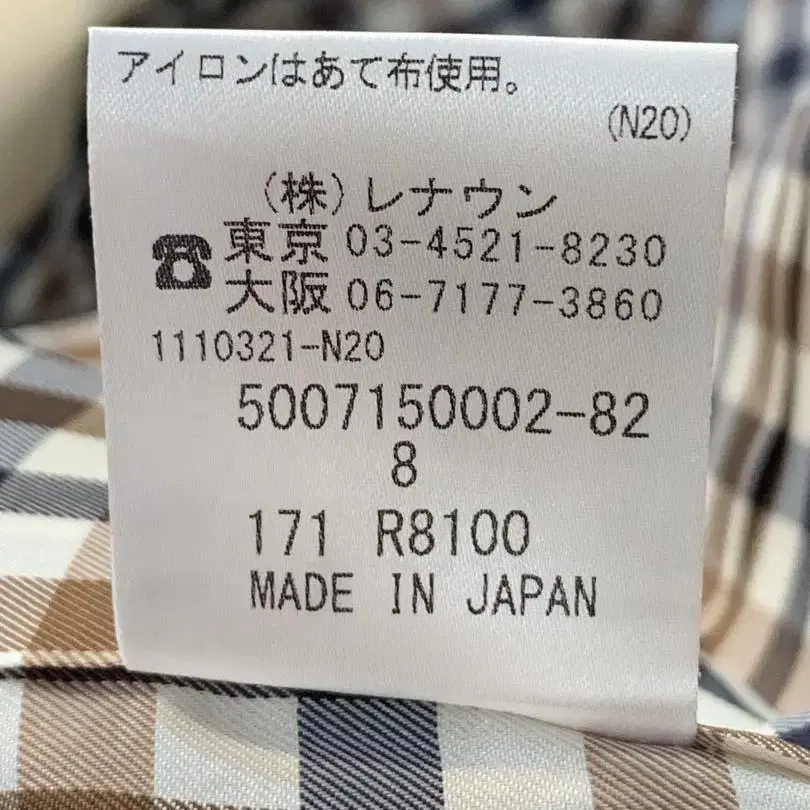 アイロンはあて布使用。
(N20)
(株)レナウン
☎東京 03-4521-8230
大阪 06-7177-3860
1110321-N20
5007150002-82
8
171 R8100
MADE IN JAPAN